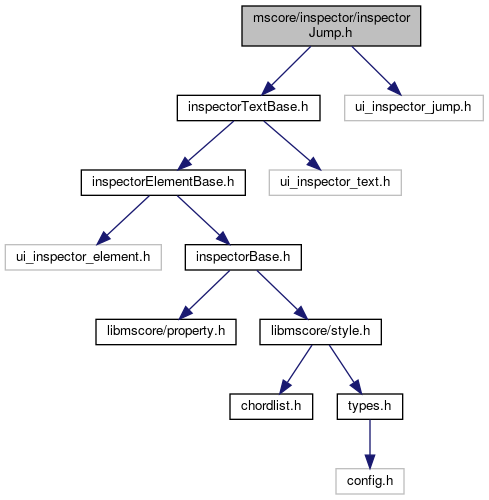 mscore/inspector/inspector
Jump.h
inspectorTextBase.h
ui_inspector_jump.h
inspectorElementBase.h
ui_inspector_text.h
ui_inspector_element.h
inspectorBase.h
libmscore/property.h
libmscore/style.h
chordlist.h
types.h
config.h